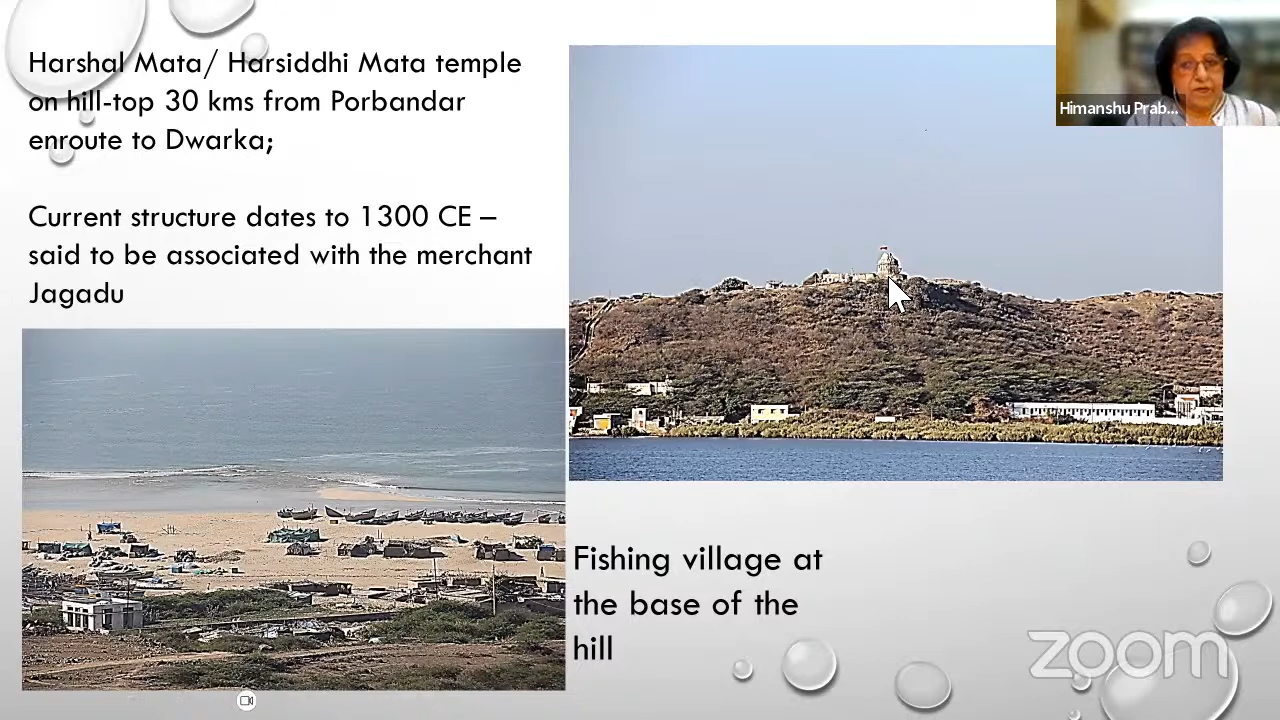 Harshal Mata/ Harsiddhi Mata temple
on hill-top 30 kms from Porbandar
enroute to Dwarka;
Current structure dates to 1300 CE –
said to be associated with the merchant
Jagadu
Himanshu Prab...
Fishing village at
the base of the
hill
zoom